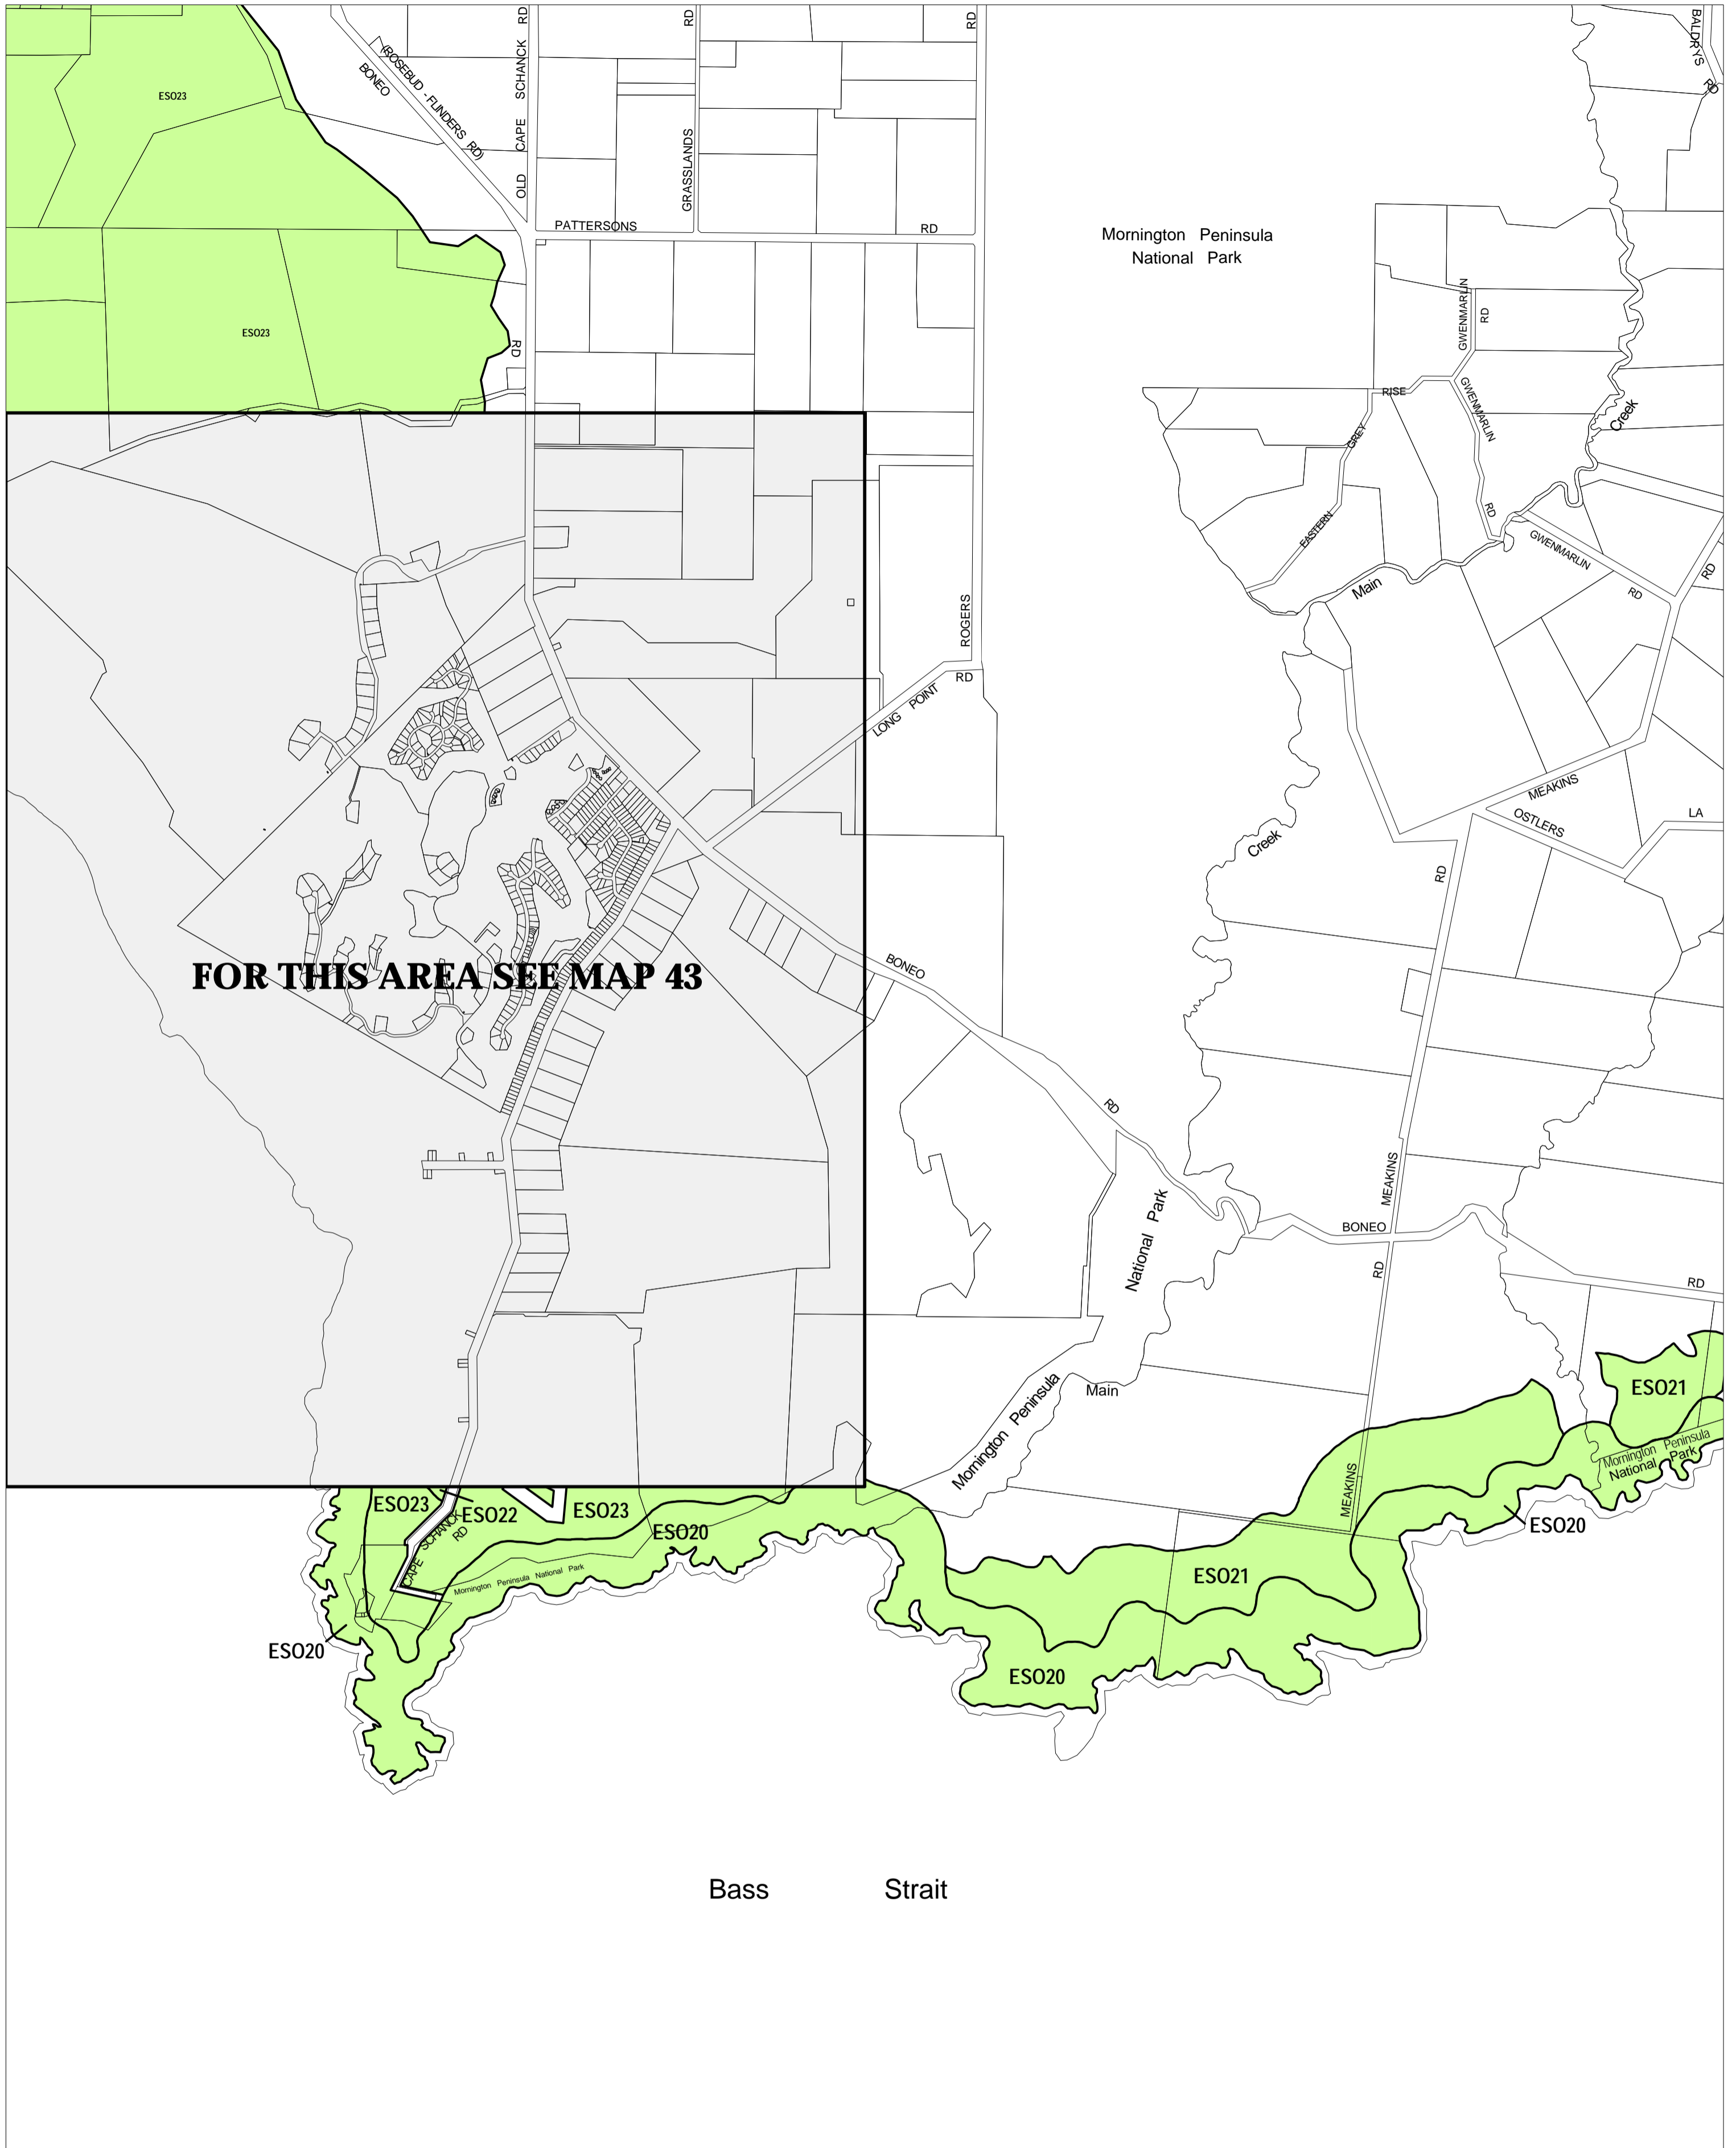 RD
RD
RD
BALDRYS
RD
(ROSEBUD - FLINDERS RD)
BONEO
OLD CAPE SCHANCK
GRASSLANDS
ESO23
PATTERSONS RD
Mornington Peninsula
National Park
ESO23
RD
GWENMARLIN
RD
RISE
GWENMARLIN
RD
GREY
EASTERN
Creek
Main
GWENMARLIN
RD
RD
ROGERS
RD
LONG POINT
MEAKINS
OSTLERS
LA
Creek
RD
FOR THIS AREA SEE MAP 43
BONEO
RD
MEAKINS
National Park
BONEO
RD
RD
Mornington Peninsula
Main
ESO21
Mornington Peninsula
National Park
MEAKINS
ESO23
ESO22
ESO23
ESO20
ESO20
CAPE SCHANCK
RD
Mornington Peninsula National Park
ESO21
ESO20
ESO20
Bass Strait